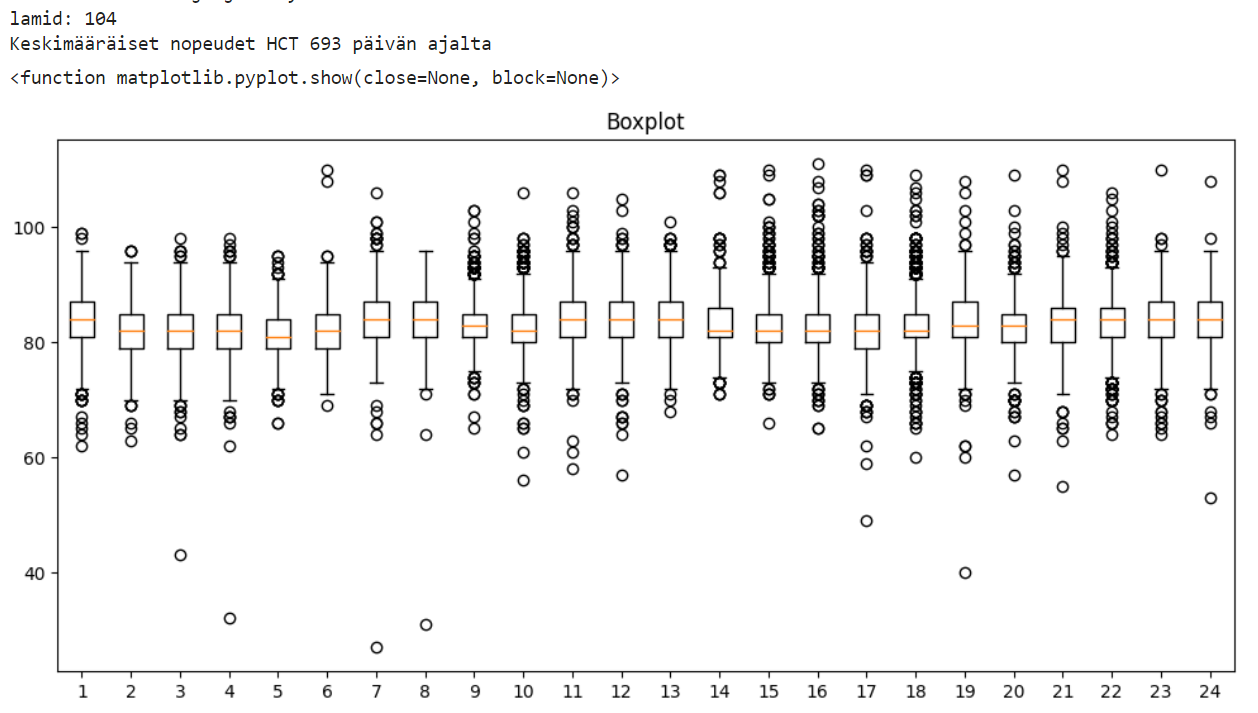 lamid: 104
Keskimääräiset nopeudet HCT 693 päivän ajalta
<function matplotlib.pyplot.show(close=None, block=None)>
Boxplot
100
80
60
40
1 2 3 4 5 6 7 8 9 10 11 12 13 14 15 16 17 18 19 20 21 22 23 24